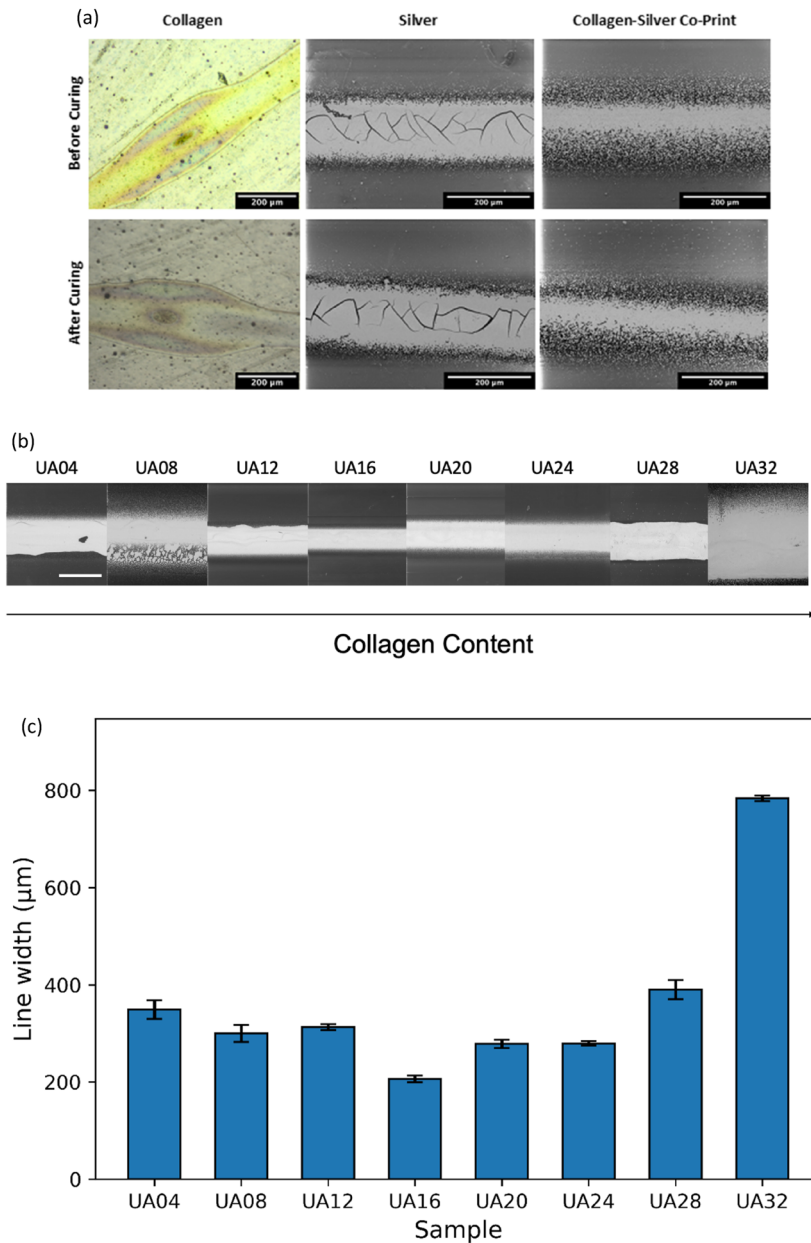 (a)
Collagen Silver Collagen-Silver Co-Print
Before Curing
200 µm 200 µm 200 µm
After Curing
200 µm 200 µm 200 µm
(b)
UA04 UA08 UA12 UA16 UA20 UA24 UA28 UA32
Collagen Content
(c)
Line width (µm)
800
600
400
200
0
UA04 UA08 UA12 UA16 UA20 UA24 UA28 UA32
Sample